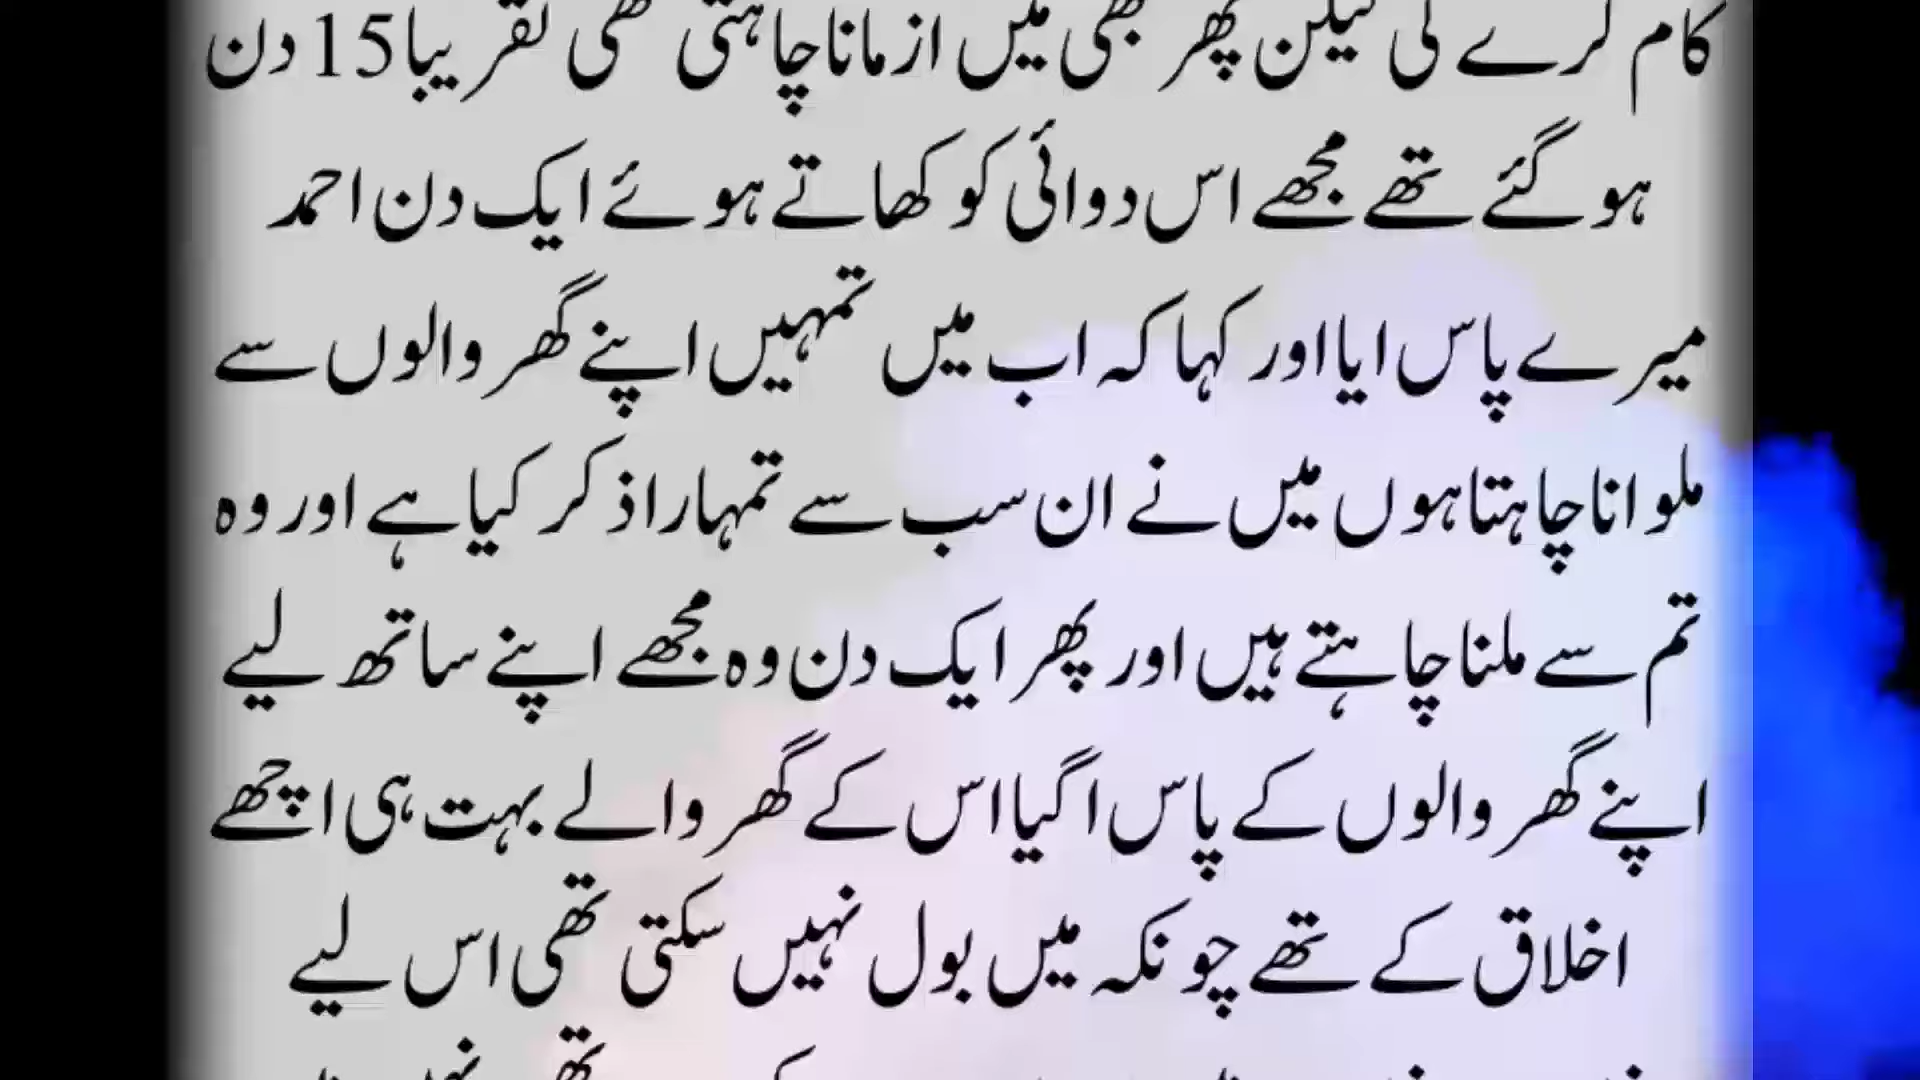 کام کرے گی لیکن پھر بھی میں ازمانا چاہتی تھی تقریبا 15 دن
ہو گئے تھے مجھے اس دوائی کو کھاتے ہوئے ایک دن احمد
میرے پاس ایا اور کہا کہ اب میں تمہیں اپنے گھر والوں سے
ملوانا چاہتا ہوں میں نے ان سب سے تمہارا ذکر کیا ہے اور وہ
تم سے ملنا چاہتے ہیں اور پھر ایک دن وہ مجھے اپنے ساتھ لیے
اپنے گھر والوں کے پاس اگیا اس کے گھر والے بہت ہی اچھے
اخلاق کے تھے چونکہ میں بول نہیں سکتی تھی اس لیے